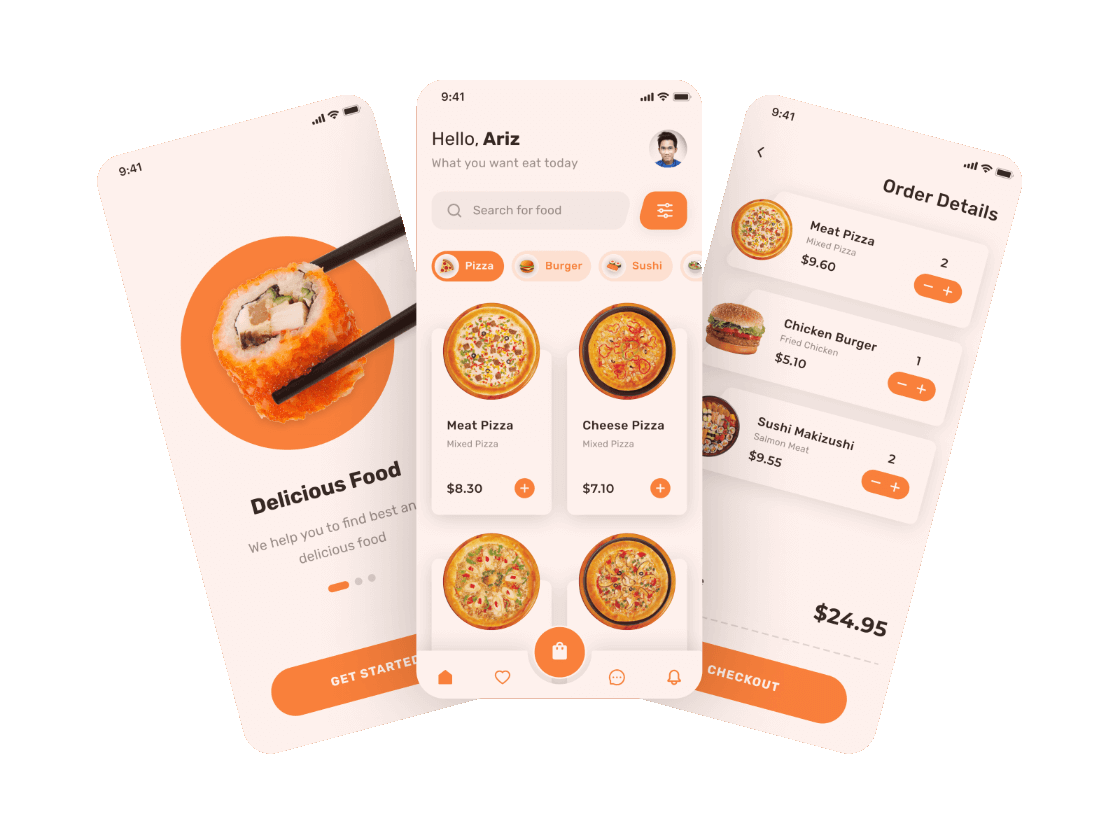 9:41
Delicious Food
We help you to find best an
delicious food
GET STARTED
9:41
Hello, Ariz
What you want eat today
Search for food
Pizza
Burger
Sushi
Meat Pizza
Mixed Pizza
$8.30
Cheese Pizza
Mixed Pizza
$7.10
9:41
Order Details
Meat Pizza
Mixed Pizza
$9.60
2
Chicken Burger
Fried Chicken
$5.10
1
Sushi Makizushi
Salmon Meat
$9.55
2
$24.95
CHECKOUT